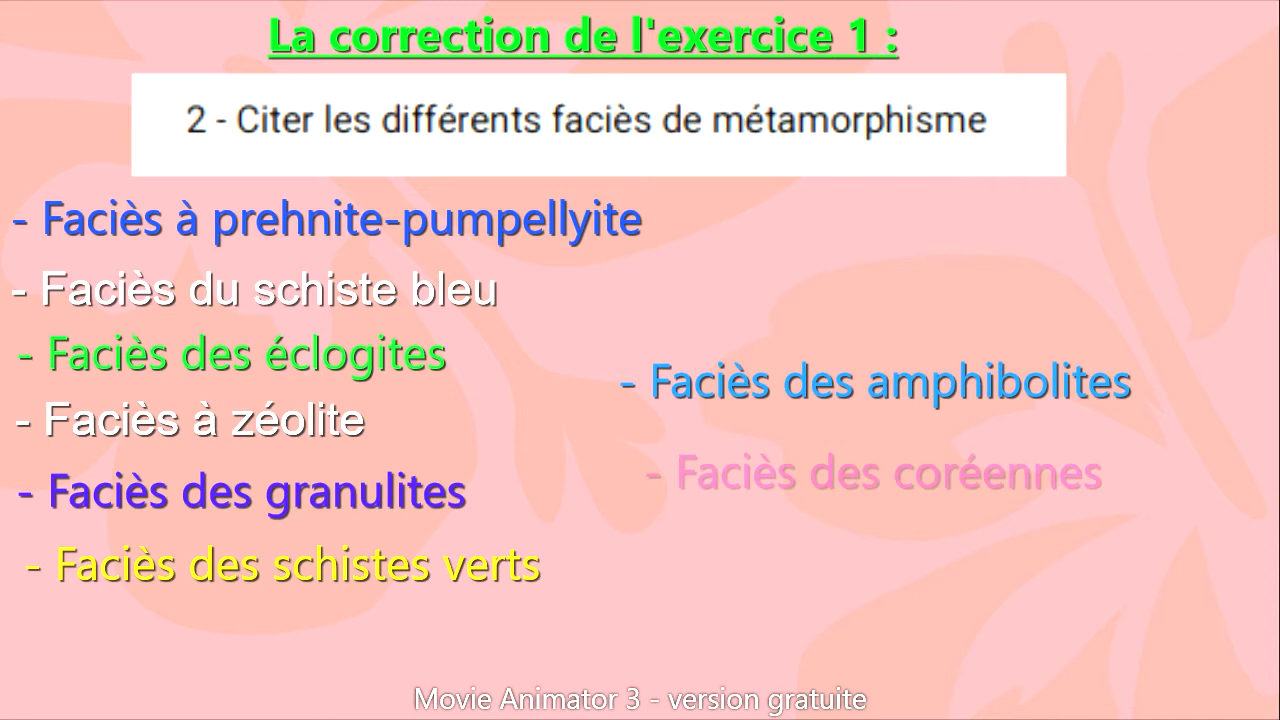 La correction de l'exercice 1 :
2 - Citer les différents faciès de métamorphisme
- Faciès à prehnite-pumpellyite
- Faciès du schiste bleu
- Faciès des éclogites
- Faciès à zéolite
- Faciès des granulites
- Faciès des schistes verts
- Faciès des amphibolites
- Faciès des coréennes
Movie Animator 3 - version gratuite